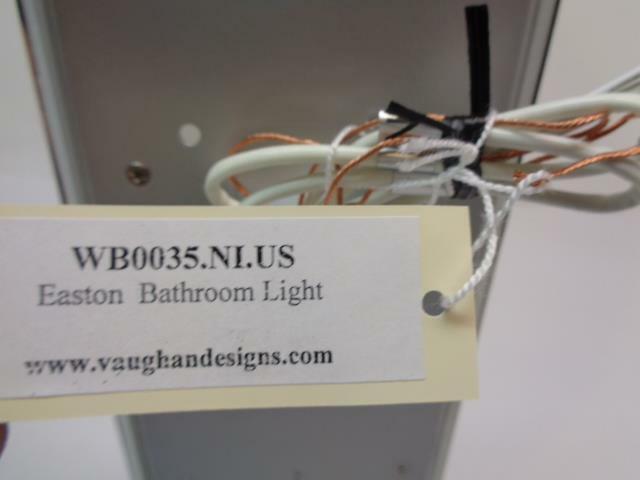 WB0035.NI.US
Easton Bathroom Light
www.vaughandesigns.com